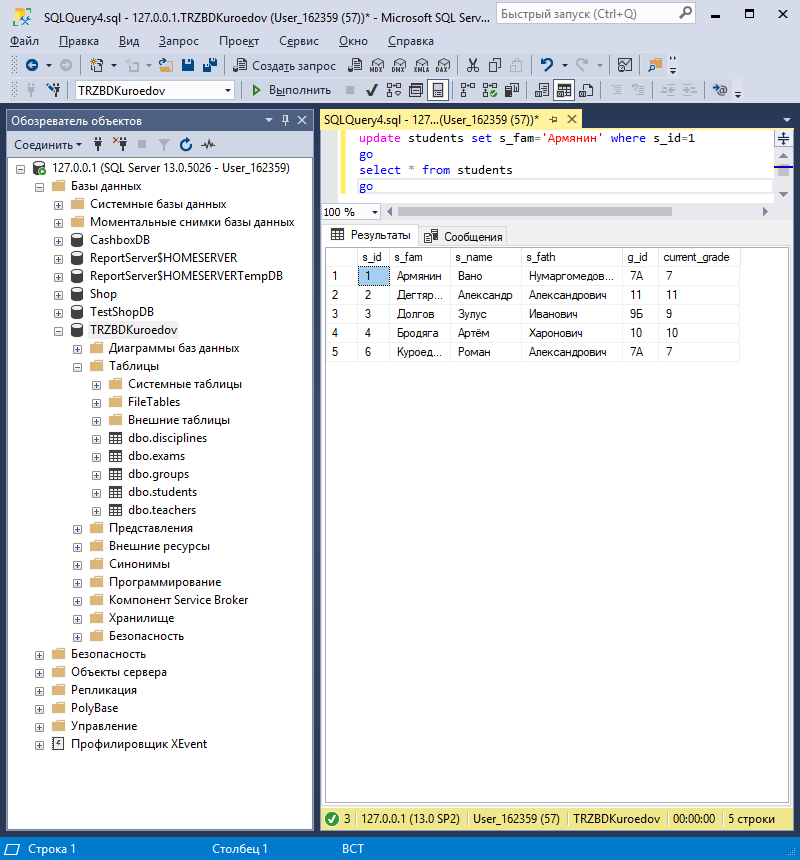 SQLQuery4.sql - 127.0.0.1.TRZBDKuroedov (User_162359 (57))* - Microsoft SQL Serv...
Быстрый запуск (Ctrl+Q)
Файл Правка Вид Запрос Проект Сервис Окно Справка
Создать запрос MDX DMX XMLA DAX
TRZBDKuroedov Выполнить
Обозреватель объектов
Соединить
127.0.0.1 (SQL Server 13.0.5026 - User_162359)
Базы данных
Системные базы данных
Моментальные снимки базы данных
CashboxDB
ReportServer$HOMESERVER
ReportServer$HOMESERVERTempDB
Shop
TestShopDB
TRZBDKuroedov
Диаграммы баз данных
Таблицы
Системные таблицы
FileTables
Внешние таблицы
dbo.disciplines
dbo.exams
dbo.groups
dbo.students
dbo.teachers
Представления
Внешние ресурсы
Синонимы
Программирование
Компонент Service Broker
Хранилище
Безопасность
Безопасность
Объекты сервера
Репликация
PolyBase
Управление
Профилировщик XEvent
SQLQuery4.sql - 127...(User_162359 (57))*
update students set s_fam='Армянин' where s_id=1
go
select * from students
go
100 %
Результаты Сообщения
s_id s_fam s_name s_fath g_id current_grade
1 1 Армянин Вано Нумаргомедов... 7А 7
2 2 Дегтяр... Александр Александрович 11 11
3 3 Долгов Зулус Иванович 9Б 9
4 4 Бродяга Артём Харонович 10 10
5 6 Куроед... Роман Александрович 7А 7
3 127.0.0.1 (13.0 SP2) User_162359 (57) TRZBDKuroedov 00:00:00 5 строки
Строка 1 Столбец 1 ВСТ